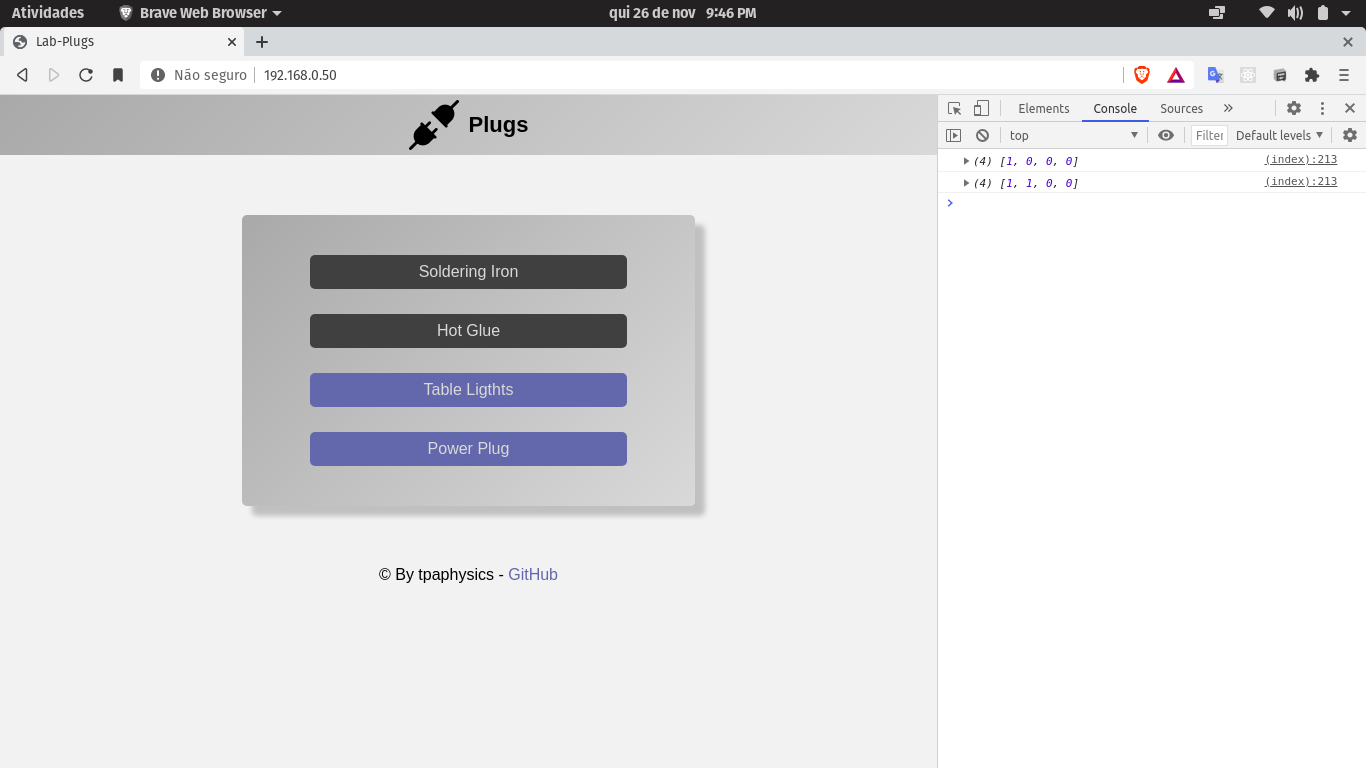 Atividades Brave Web Browser qui 26 de nov 9:46 PM
Lab-Plugs
Não seguro 192.168.0.50
Plugs
Soldering Iron
Hot Glue
Table Ligthts
Power Plug
© By tpaphysics - GitHub
Elements Console Sources
top Filter Default levels
(4) [1, 0, 0, 0] (index):213
(4) [1, 1, 0, 0] (index):213